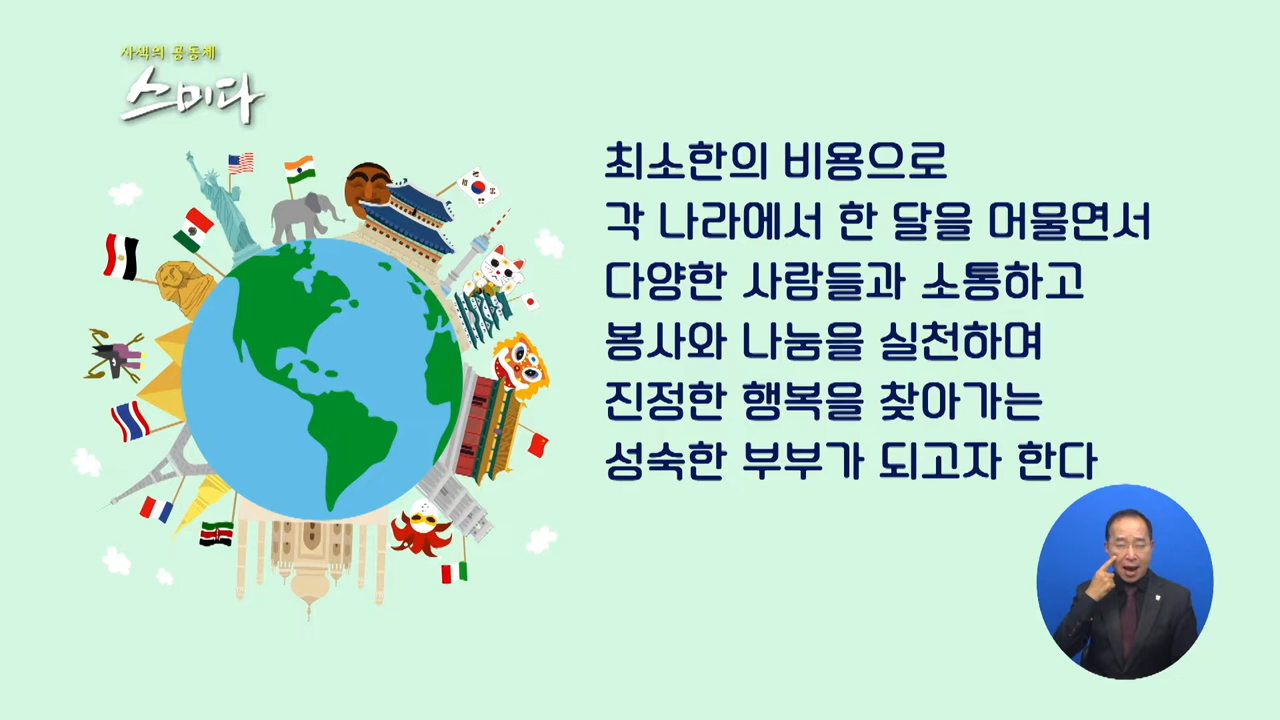 사색의 공동체
스미다
최소한의 비용으로
각 나라에서 한 달을 머물면서
다양한 사람들과 소통하고
봉사와 나눔을 실천하며
진정한 행복을 찾아가는
성숙한 부부가 되고자 한다